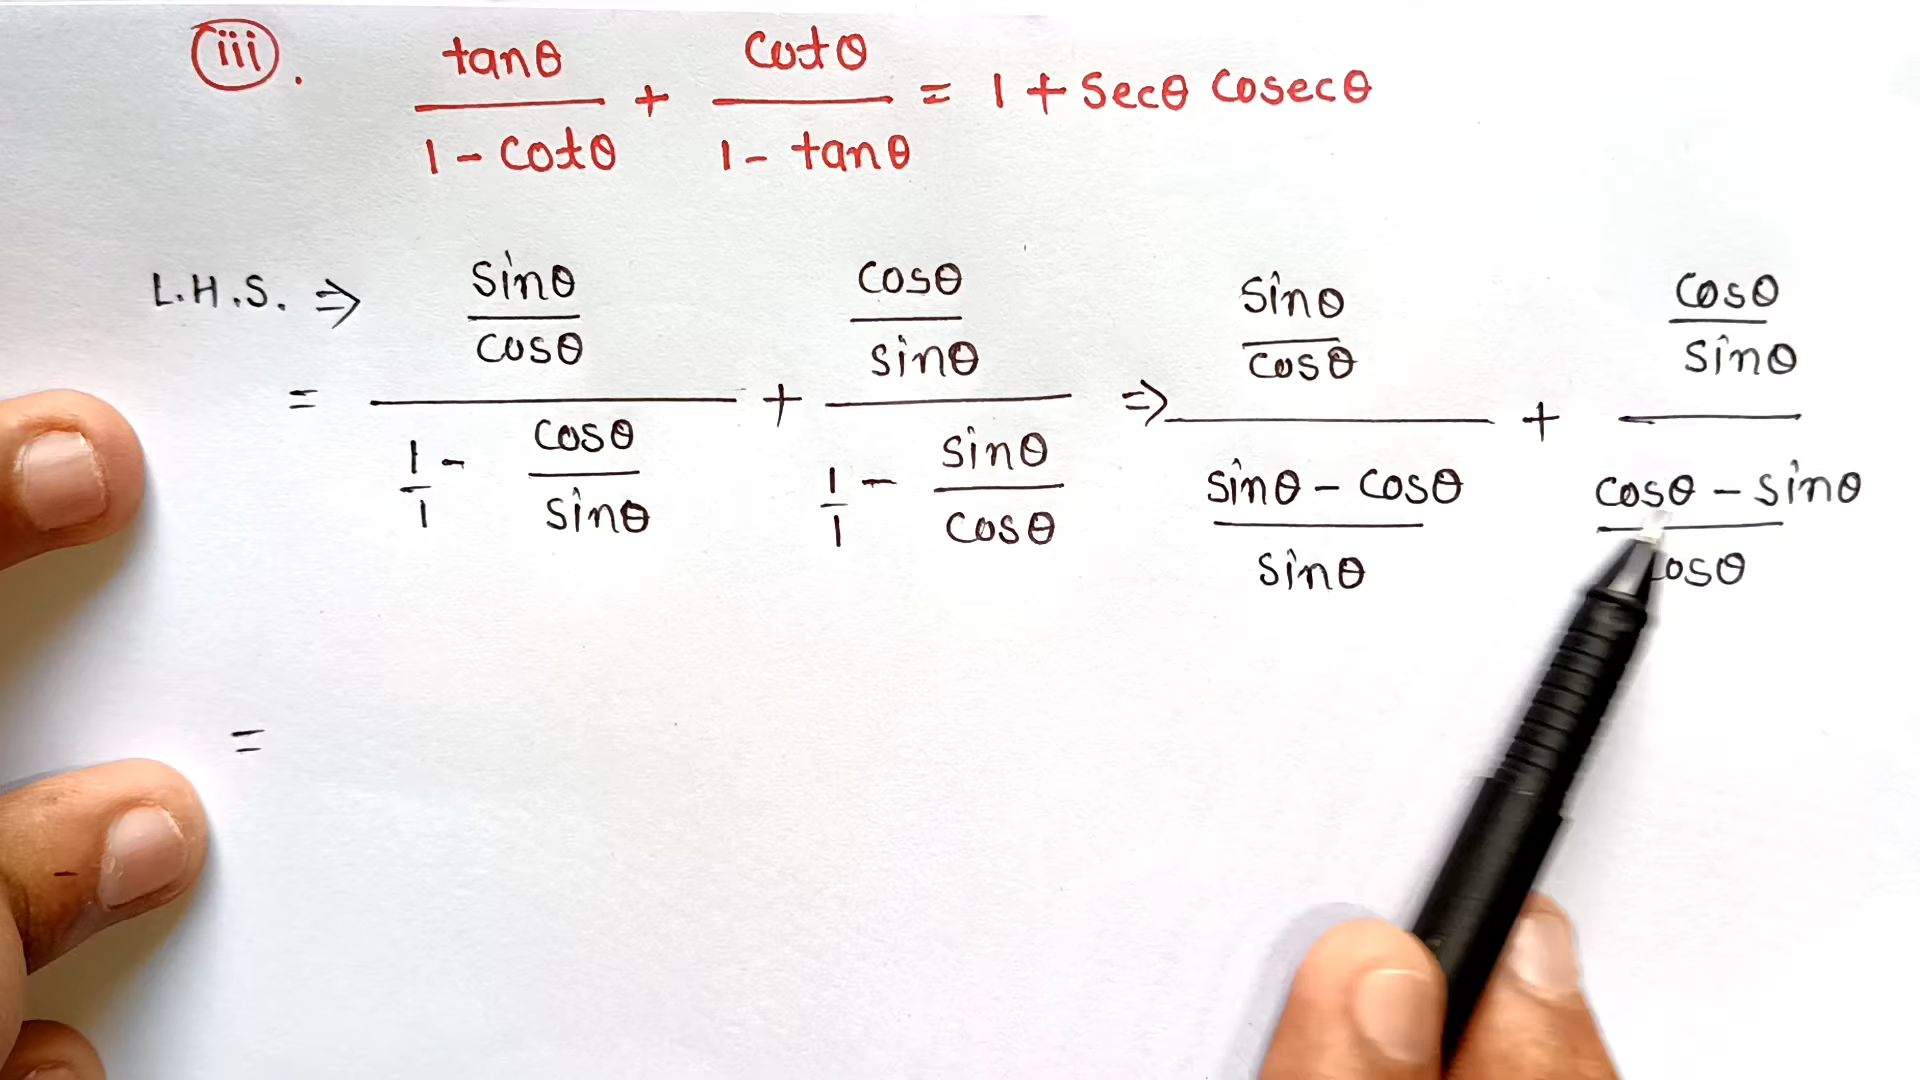 (iii). tanθ / 1 - cotθ + cotθ / 1 - tanθ = 1 + secθ cosecθ
L.H.S. ⇒
= sinθ/cosθ / 1/1 - cosθ/sinθ + cosθ/sinθ / 1/1 - sinθ/cosθ ⇒ sinθ/cosθ / sinθ - cosθ/sinθ + cosθ/sinθ / cosθ - sinθ/cosθ
=